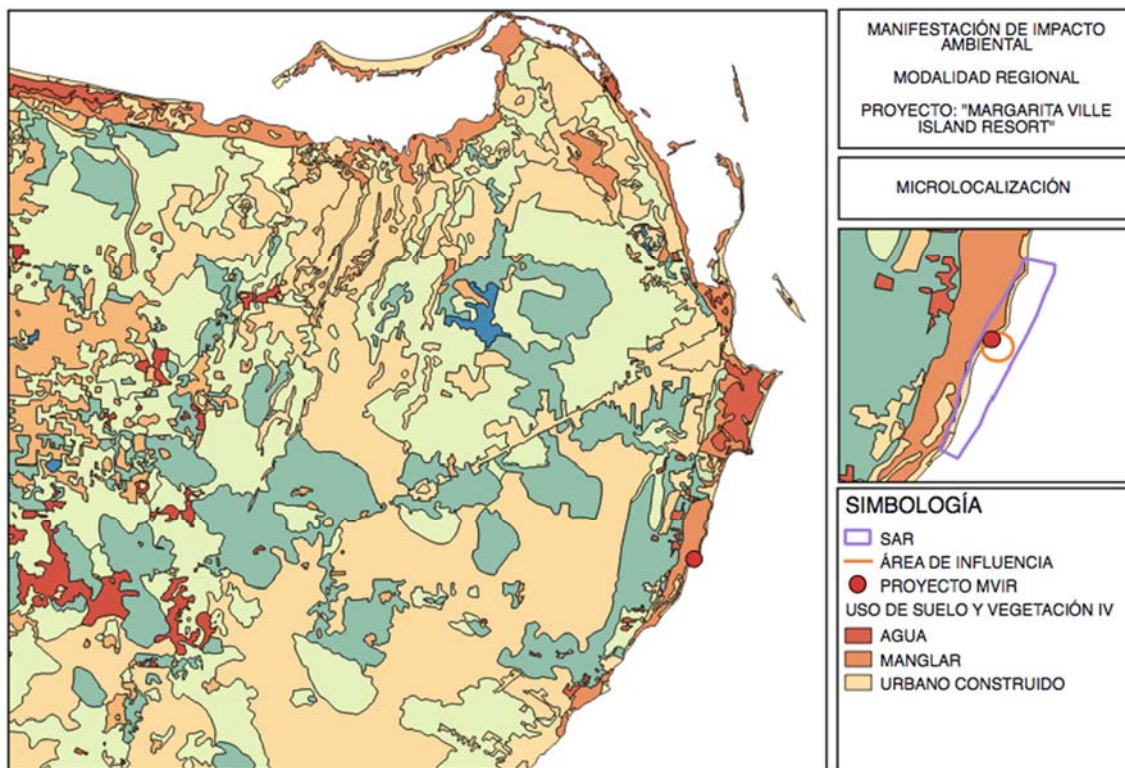 MANIFESTACIÓN DE IMPACTO
AMBIENTAL
MODALIDAD REGIONAL
PROYECTO: "MARGARITA VILLE
ISLAND RESORT"
MICROLOCALIZACIÓN
SIMBOLOGÍA
SAR
ÁREA DE INFLUENCIA
PROYECTO MVIR
USO DE SUELO Y VEGETACIÓN IV
AGUA
MANGLAR
URBANO CONSTRUIDO